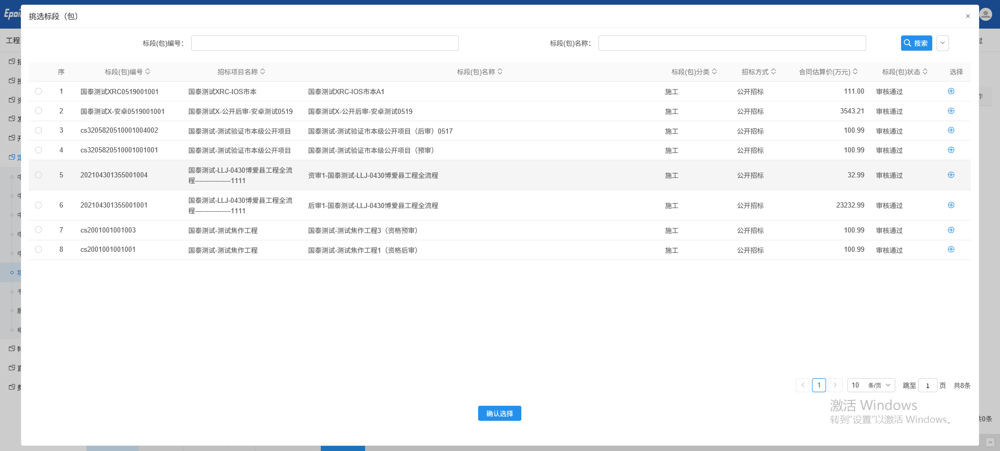 挑选标段（包）
×
标段(包)编号：
标段(包)名称：
搜索
工程
序 标段(包)编号 招标项目名称 标段(包)名称 标段(包)分类 招标方式 合同估算价(万元) 标段(包)状态 选择
1 国泰测试XRC0519001001 国泰测试XRC-IOS市本 国泰测试XRC-IOS市本A1 施工 公开招标 111.00 审核通过
2 国泰测试X-安卓0519001001 国泰测试X-公开后审-安卓测试0519 国泰测试X-公开后审-安卓测试0519 施工 公开招标 3543.21 审核通过
3 cs3205820510001004002 国泰测试-测试验证市本级公开项目 国泰测试-测试验证市本级公开项目（后审）0517 施工 公开招标 100.99 审核通过
4 cs3205820510001001001 国泰测试-测试验证市本级公开项目 国泰测试-测试验证市本级公开项目（预审） 施工 公开招标 100.99 审核通过
5 202104301355001004 国泰测试-LLJ-0430博爱县工程全流
程----------------1111 资审1-国泰测试-LLJ-0430博爱县工程全流程 施工 公开招标 32.99 审核通过
6 202104301355001001 国泰测试-LLJ-0430博爱县工程全流
程----------------1111 后审1-国泰测试-LLJ-0430博爱县工程全流程 施工 公开招标 23232.99 审核通过
7 cs2001001001003 国泰测试-测试焦作工程 国泰测试-测试焦作工程3（资格预审） 施工 公开招标 100.99 审核通过
8 cs2001001001001 国泰测试-测试焦作工程 国泰测试-测试焦作工程1（资格后审） 施工 公开招标 100.99 审核通过
1 10 条/页 跳至 1 页 共8条
确认选择
激活 Windows
转到“设置”以激活 Windows。
共0条